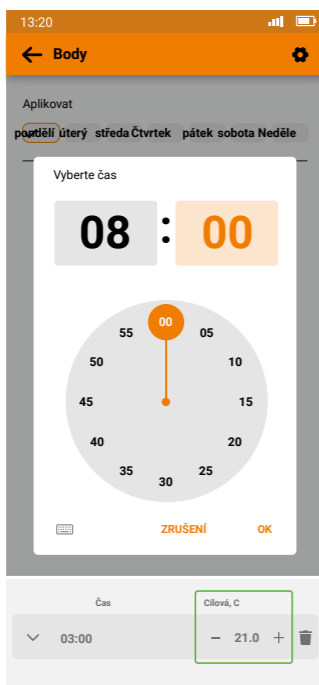 13:20
Body
Aplikovat
pondělí úterý středa Čtvrtek pátek sobota Neděle
Vyberte čas
08 : 00
00
55 05
50 10
45 15
40 20
35 25
30
ZRUŠENÍ OK
Čas Cílová, C
03:00 − 21.0 +